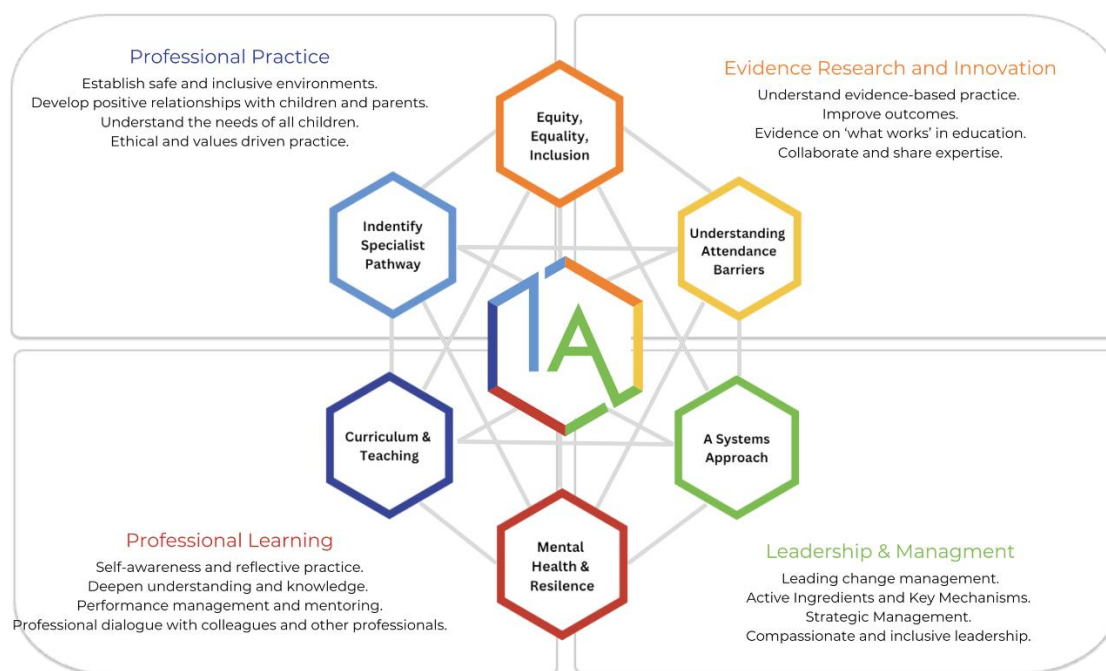 Professional Practice
Establish safe and inclusive environments.
Develop positive relationships with children and parents.
Understand the needs of all children.
Ethical and values driven practice.
Evidence Research and Innovation
Understand evidence-based practice.
Improve outcomes.
Evidence on ‘what works’ in education.
Collaborate and share expertise.
Equity,
Equality,
Inclusion
Indentify
Specialist
Pathway
Understanding
Attendance
Barriers
IA
Curriculum &
Teaching
A Systems
Approach
Mental
Health &
Resilence
Professional Learning
Self-awareness and reflective practice.
Deepen understanding and knowledge.
Performance management and mentoring.
Professional dialogue with colleagues and other professionals.
Leadership & Managment
Leading change management.
Active Ingredients and Key Mechanisms.
Strategic Management.
Compassionate and inclusive leadership.